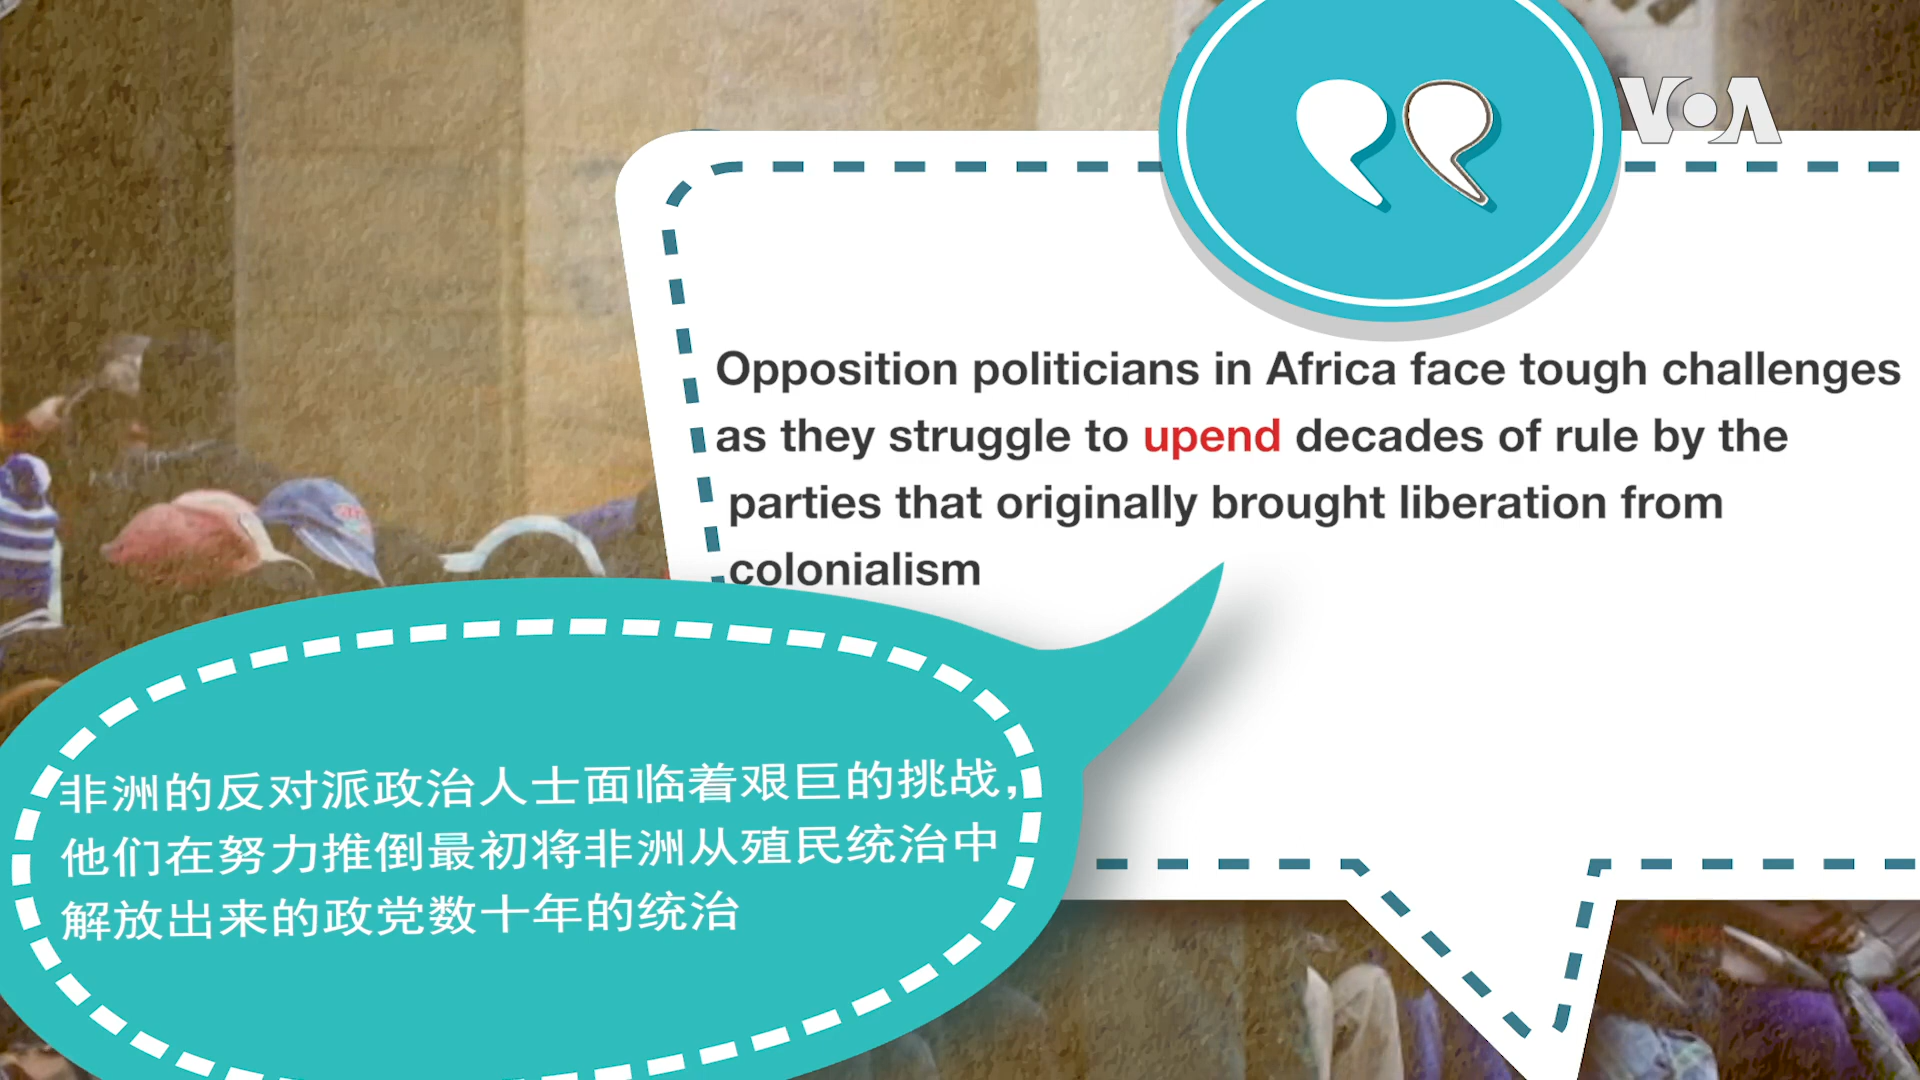 VOA
Opposition politicians in Africa face tough challenges
as they struggle to upend decades of rule by the
parties that originally brought liberation from
colonialism
非洲的反对派政治人士面临着艰巨的挑战,
他们在努力推倒最初将非洲从殖民统治中
解放出来的政党数十年的统治